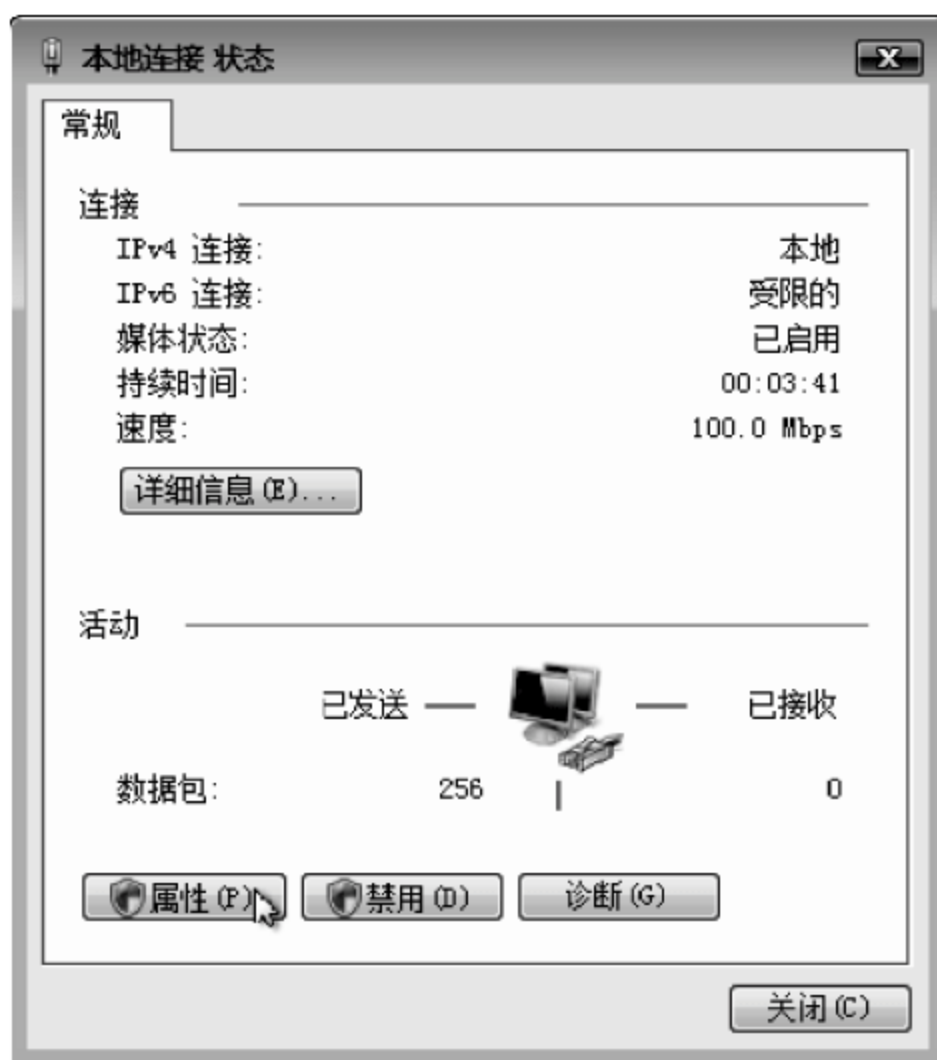 本地连接 状态
常规
连接
IPv4 连接: 本地
IPv6 连接: 受限的
媒体状态: 已启用
持续时间: 00:03:41
速度: 100.0 Mbps
详细信息(E)...
活动
已发送 — — 已接收
数据包: 256 | 0
属性(P) 禁用(D) 诊断(G)
关闭(C)